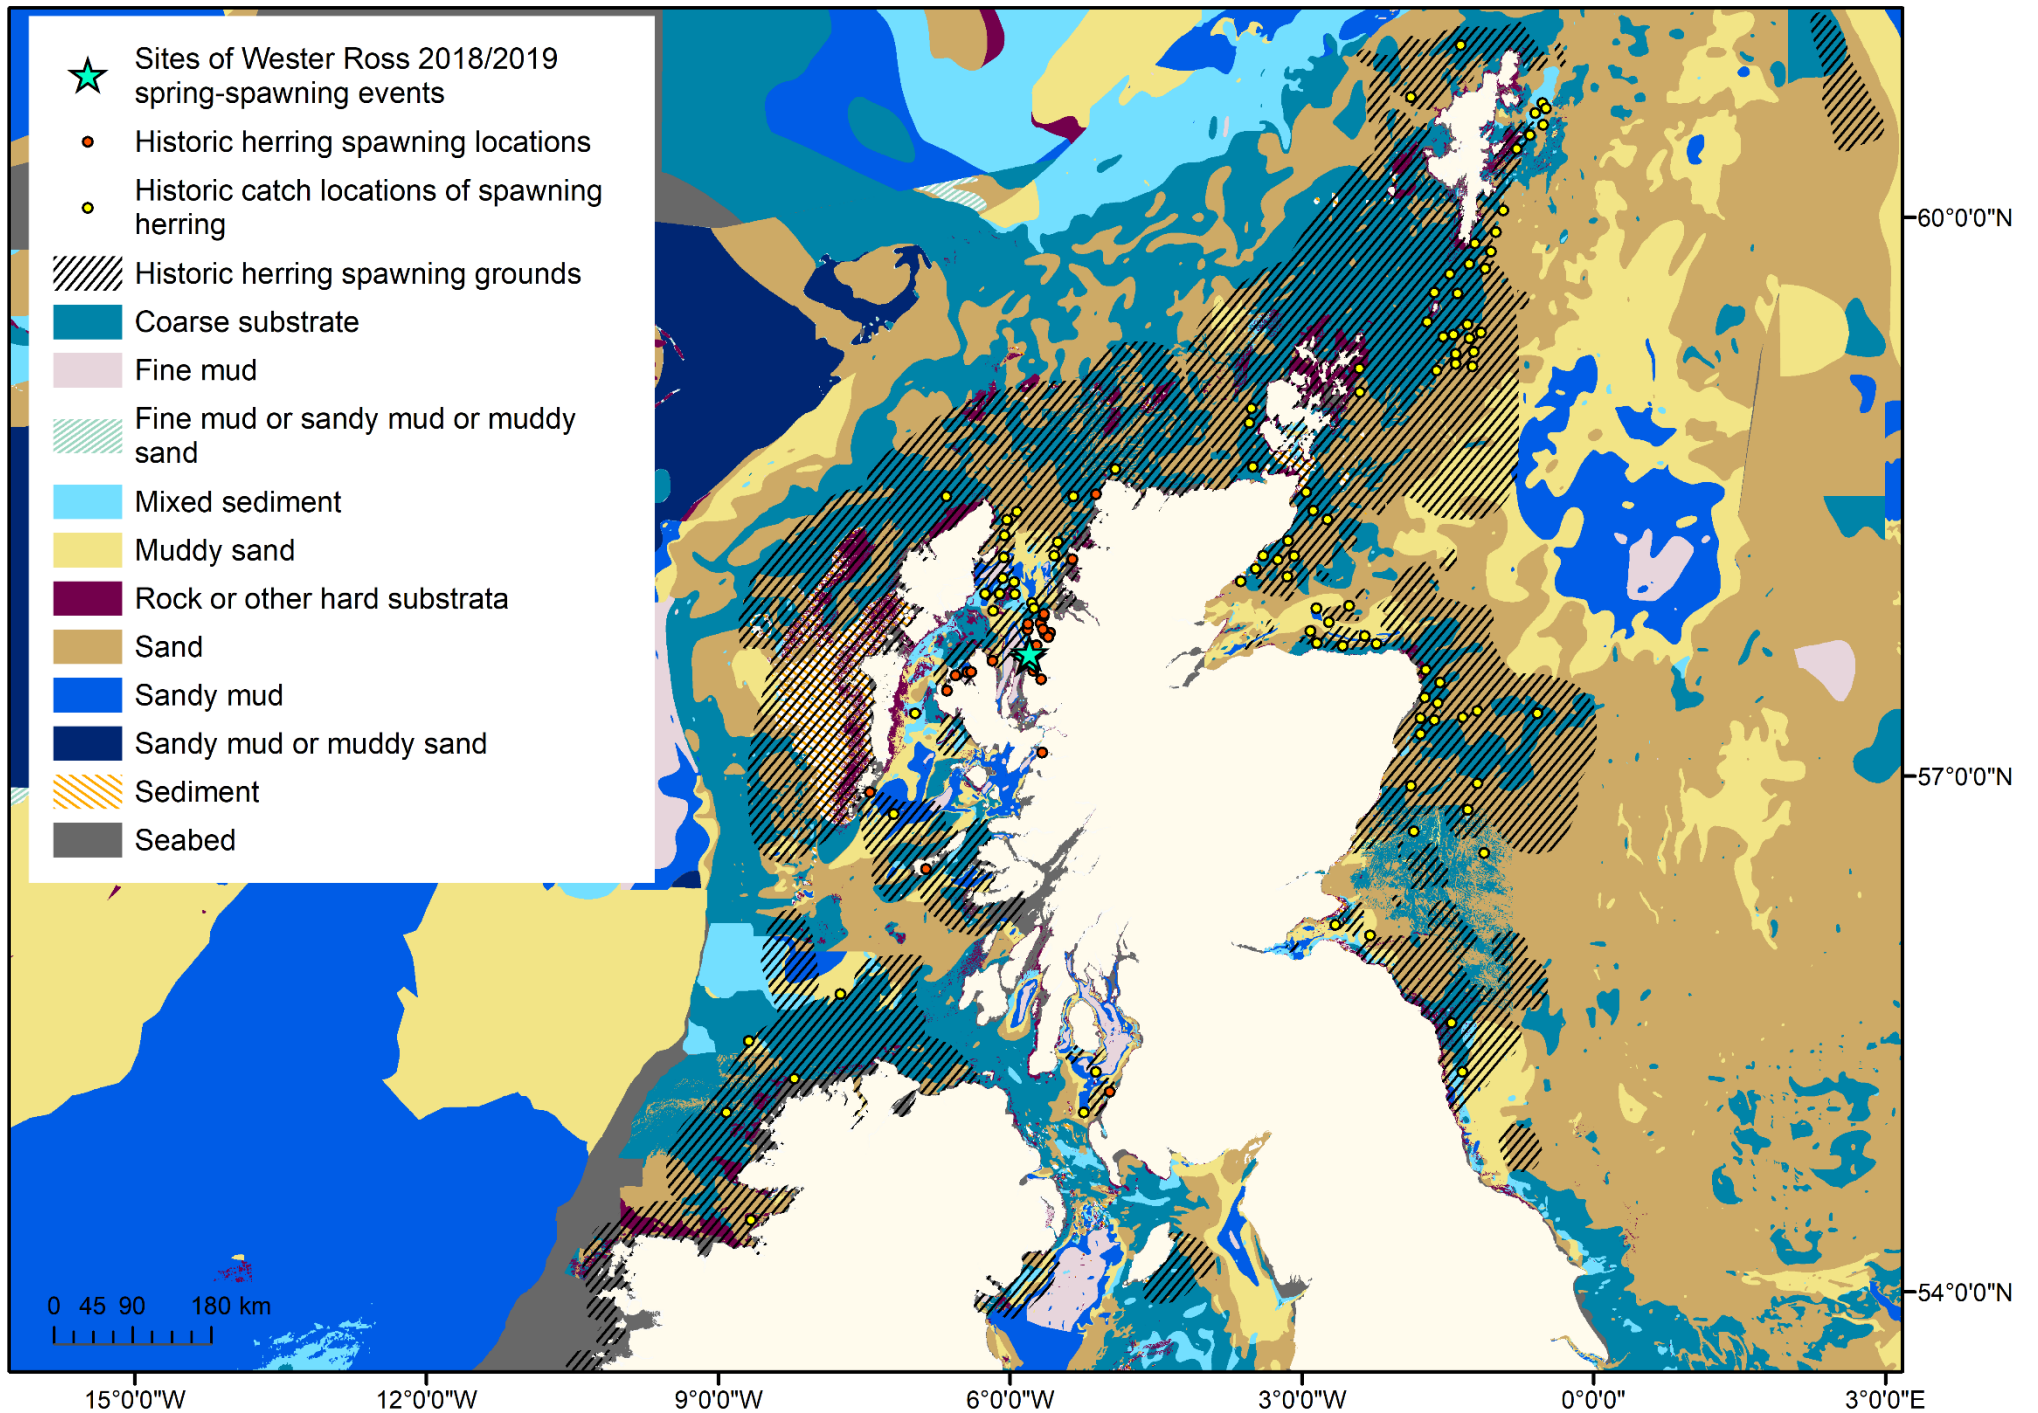 Sites of Wester Ross 2018/2019
spring-spawning events
Historic herring spawning locations
Historic catch locations of spawning
herring
Historic herring spawning grounds
Coarse substrate
Fine mud
Fine mud or sandy mud or muddy
sand
Mixed sediment
Muddy sand
Rock or other hard substrata
Sand
Sandy mud
Sandy mud or muddy sand
Sediment
Seabed
60°0'0"N
57°0'0"N
54°0'0"N
0 45 90 180 km
15°0'0"W 12°0'0"W 9°0'0"W 6°0'0"W 3°0'0"W 0°0'0" 3°0'0"E